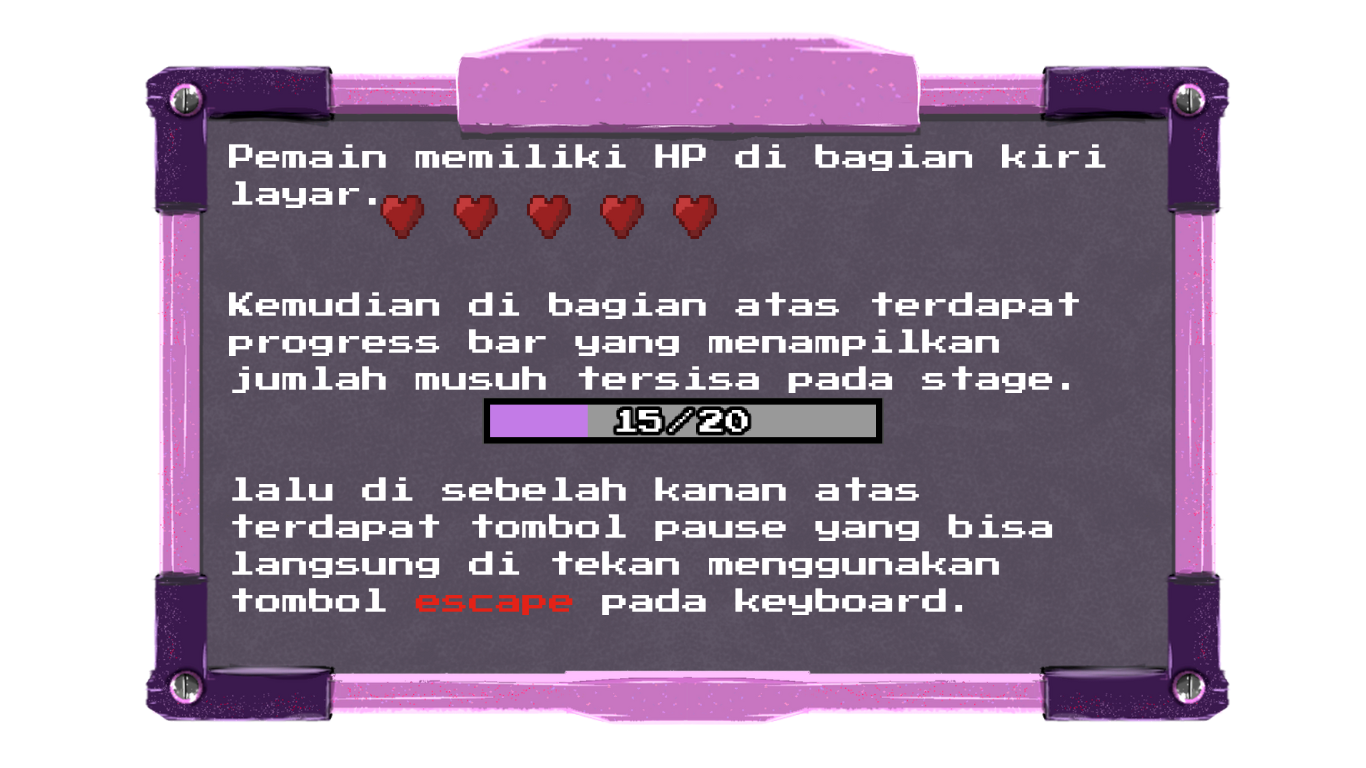 Pemain memiliki HP di bagian kiri
layar.
Kemudian di bagian atas terdapat
progress bar yang menampilkan
jumlah musuh tersisa pada stage.
15/20
lalu di sebelah kanan atas
terdapat tombol pause yang bisa
langsung di tekan menggunakan
tombol escape pada keyboard.